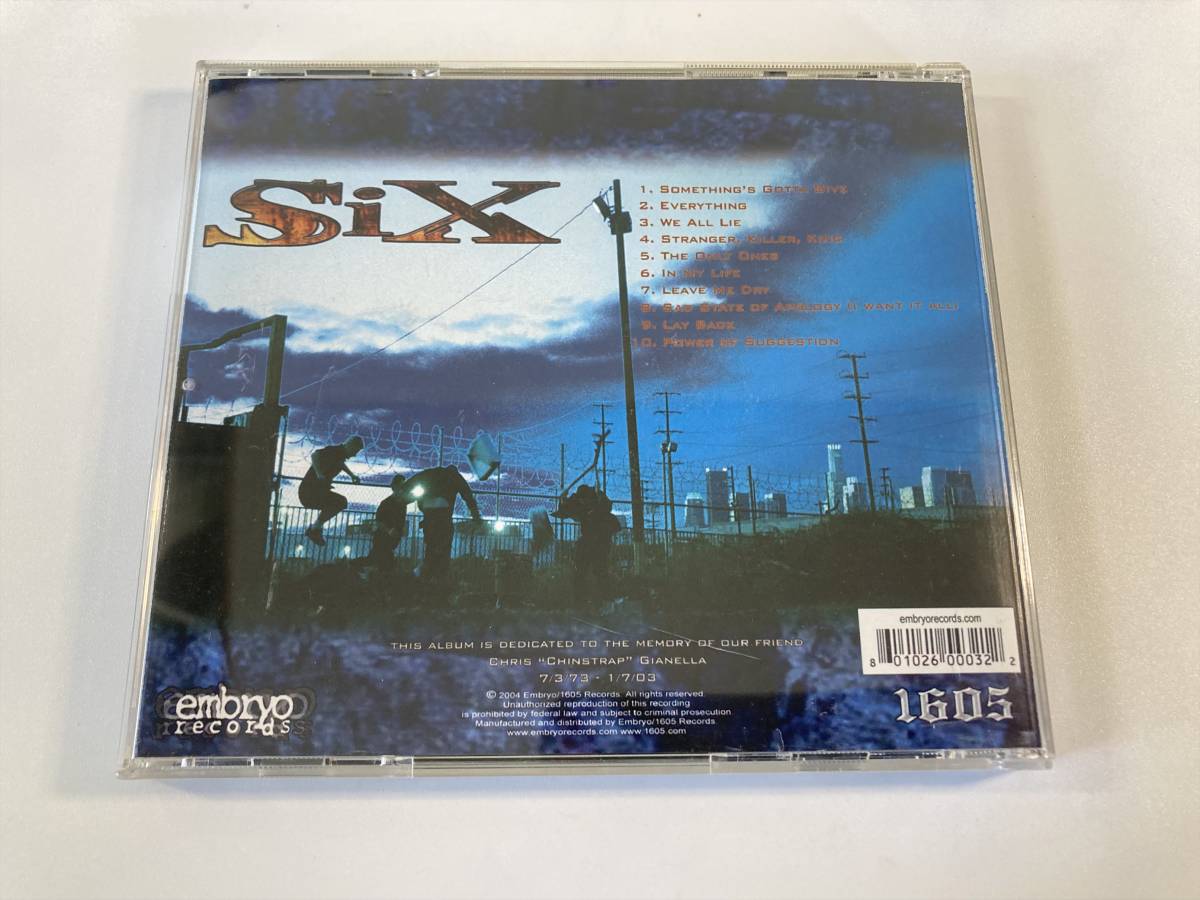 SiX
1. Something's Gotta Give
2. Everything
3. We All Lie
4. Stranger, Killer, King
5. The Only Ones
6. In My Life
7. Leave Me Dry
8. Sad State of Apology (I want it all)
9. Lay Back
10. Power of Suggestion
embryorecords.com
8 01026 00032 2
This album is dedicated to the memory of our friend
Chris "Chinstrap" Gianella
7/3/73 - 1/7/03
© 2004 Embryo/1605 Records. All rights reserved.
Unauthorized reproduction of this recording
is prohibited by federal law and subject to criminal prosecution
Manufactured and distributed by Embryo/1605 Records.
www.embryorecords.com www.1605.com
embryo
records
1605